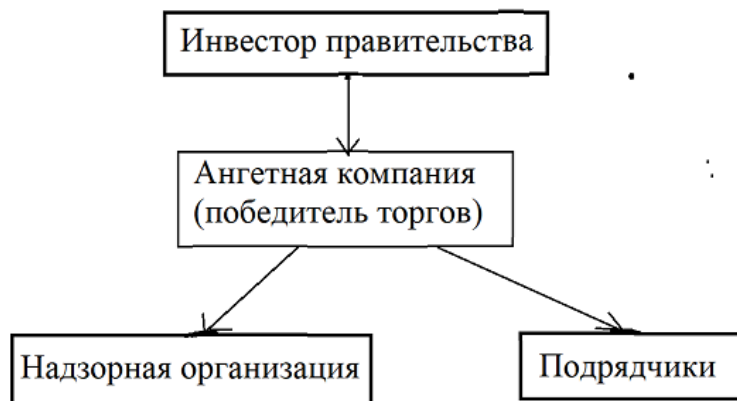 Инвестор правительства
Ангетная компания
(победитель торгов)
Надзорная организация
Подрядчики